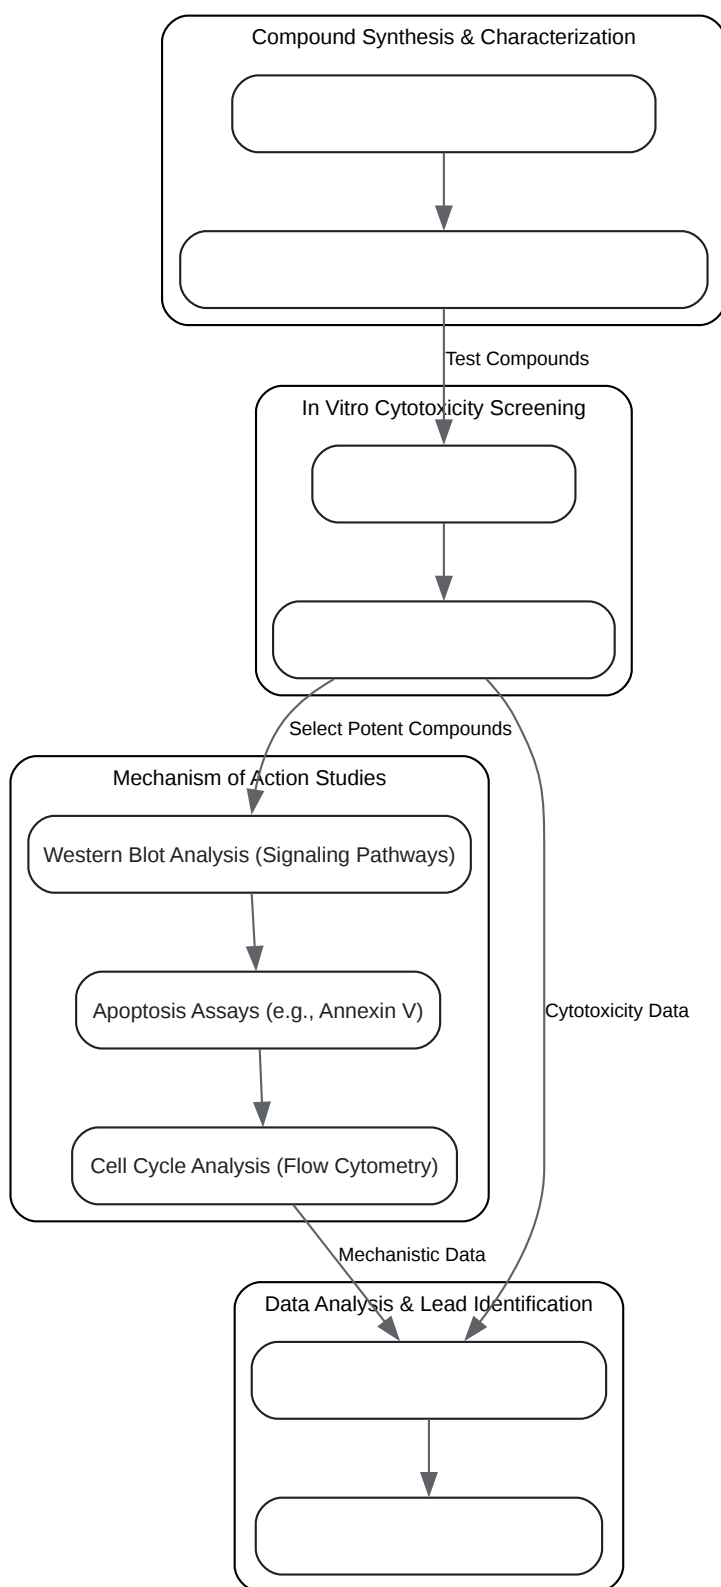 Compound Synthesis & Characterization
Test Compounds
In Vitro Cytotoxicity Screening
Select Potent Compounds
Mechanism of Action Studies
Western Blot Analysis (Signaling Pathways)
Apoptosis Assays (e.g., Annexin V)
Cytotoxicity Data
Cell Cycle Analysis (Flow Cytometry)
Mechanistic Data
Data Analysis & Lead Identification